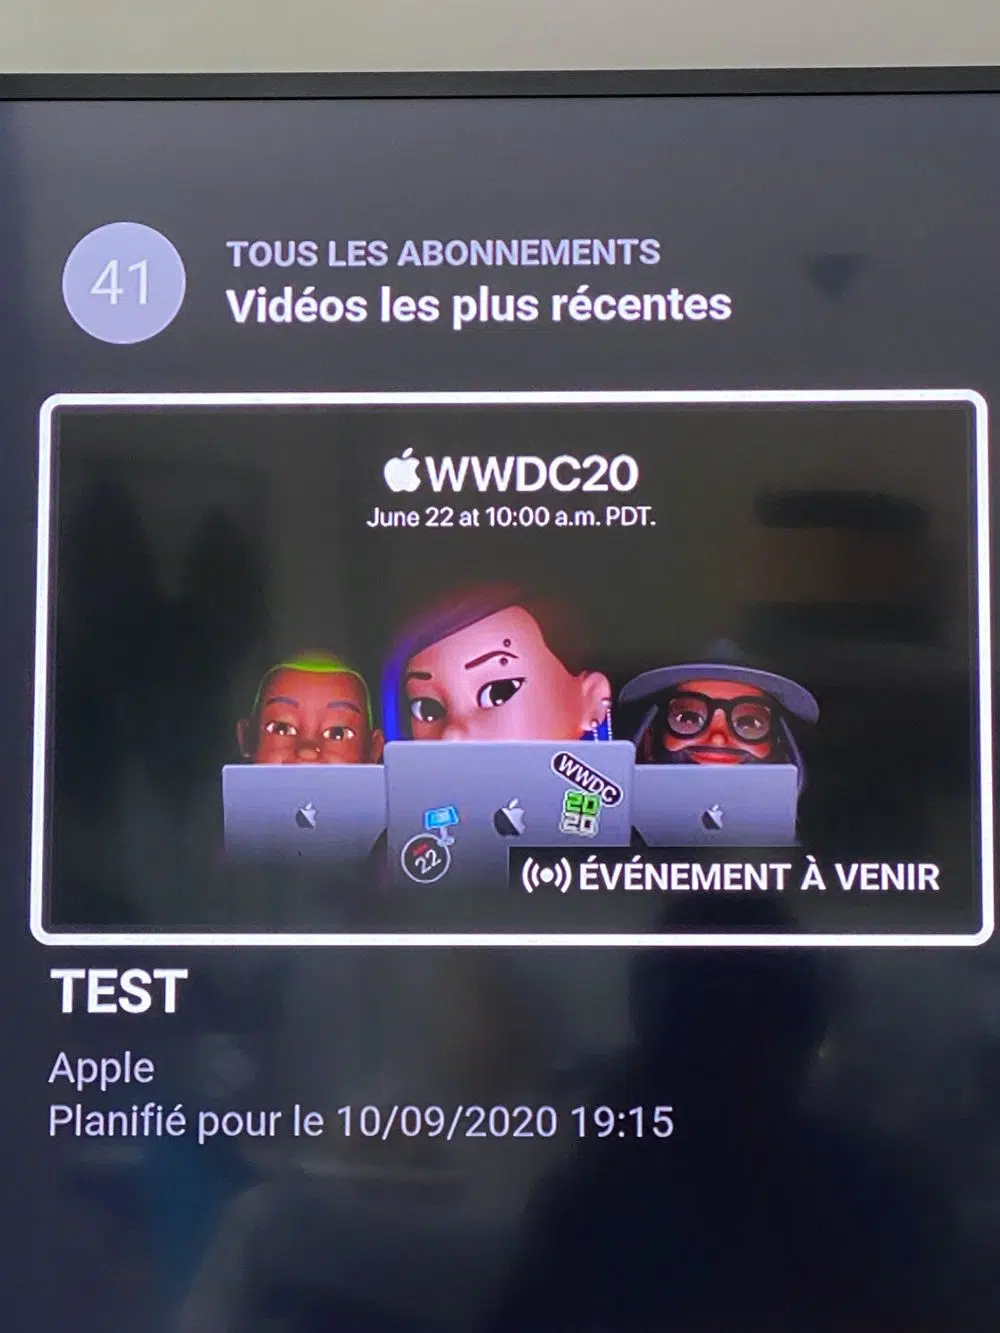 41
TOUS LES ABONNEMENTS
Vidéos les plus récentes
WWDC20
June 22 at 10:00 a.m. PDT.
WWDC
20
20
22
ÉVÉNEMENT À VENIR
TEST
Apple
Planifié pour le 10/09/2020 19:15